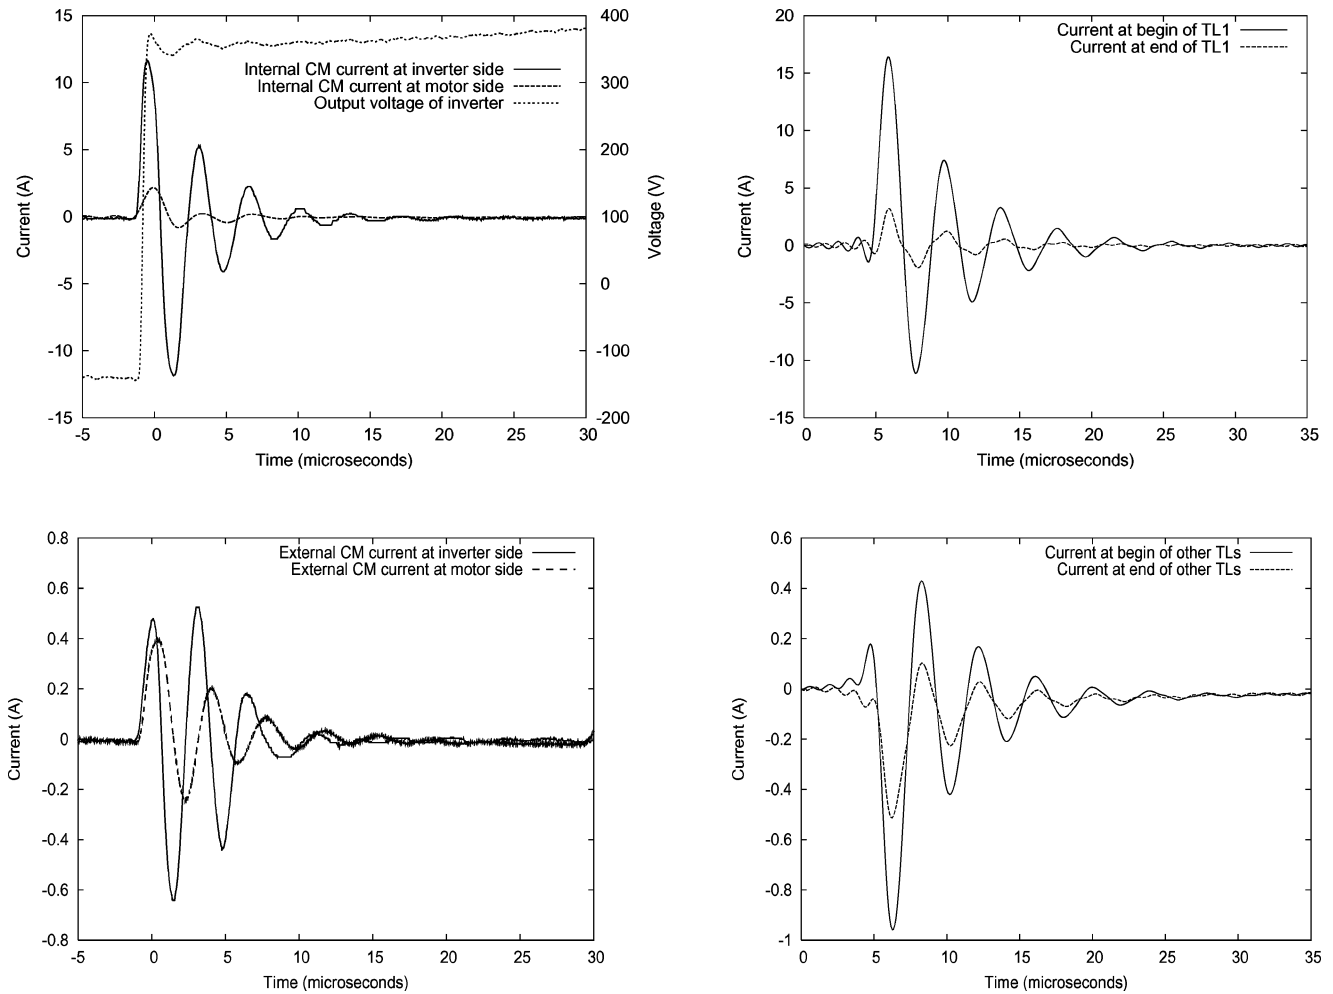 15
10
5
0
-5
-10
-15
400
300
200
100
0
-100
-200
Current (A)
Voltage (V)
Internal CM current at inverter side
Internal CM current at motor side
Output voltage of inverter
-5 0 5 10 15 20 25 30
Time (microseconds)
20
15
10
5
0
-5
-10
-15
Current (A)
Current at begin of TL1
Current at end of TL1
0 5 10 15 20 25 30 35
Time (microseconds)
0.8
0.6
0.4
0.2
0
-0.2
-0.4
-0.6
-0.8
Current (A)
External CM current at inverter side
External CM current at motor side
-5 0 5 10 15 20 25 30
Time (microseconds)
0.6
0.4
0.2
0
-0.2
-0.4
-0.6
-0.8
-1
Current (A)
Current at begin of other TLs
Current at end of other TLs
0 5 10 15 20 25 30 35
Time (microseconds)